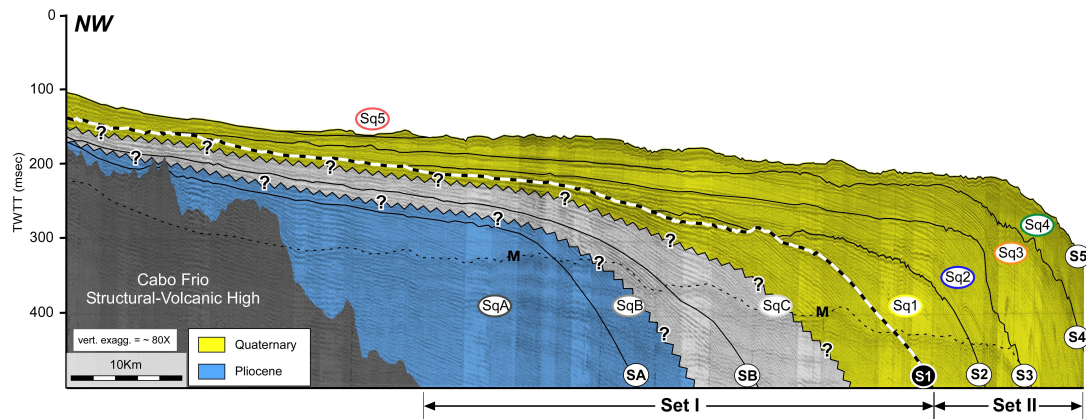 0
NW
100
Sq5
?
?
?
?
?
?
?
?
200
?
?
?
Sq4
Sq3
S5
TWTT (msec)
300
M
?
?
?
Sq2
Cabo Frio
Structural-Volcanic High
SqA
SqB
SqC
M
Sq1
400
S4
vert. exagg. = ~ 80X
Quaternary
?
?
10Km
Pliocene
SA
SB
S1
S2
S3
Set I
Set II